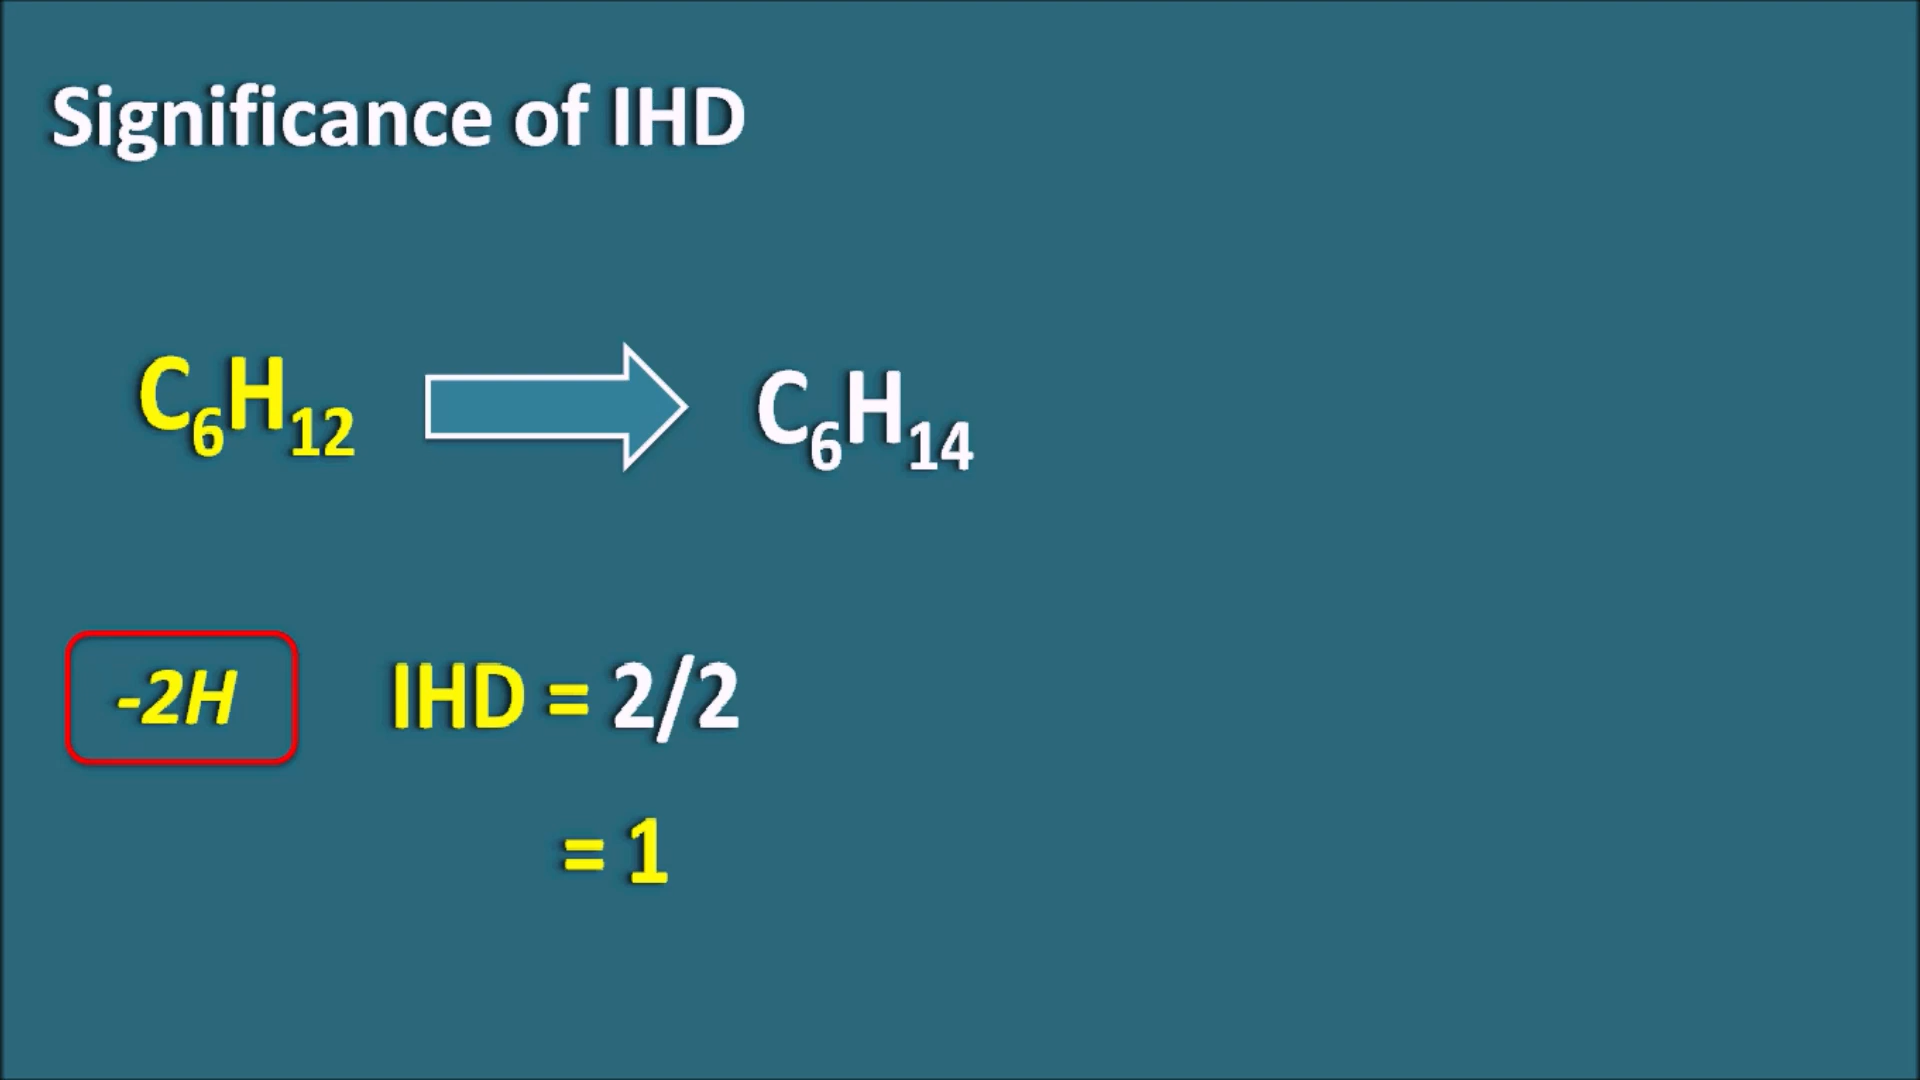 Significance of IHD
C₆H₁₂ C₆H₁₄
-2H IHD = 2/2
= 1